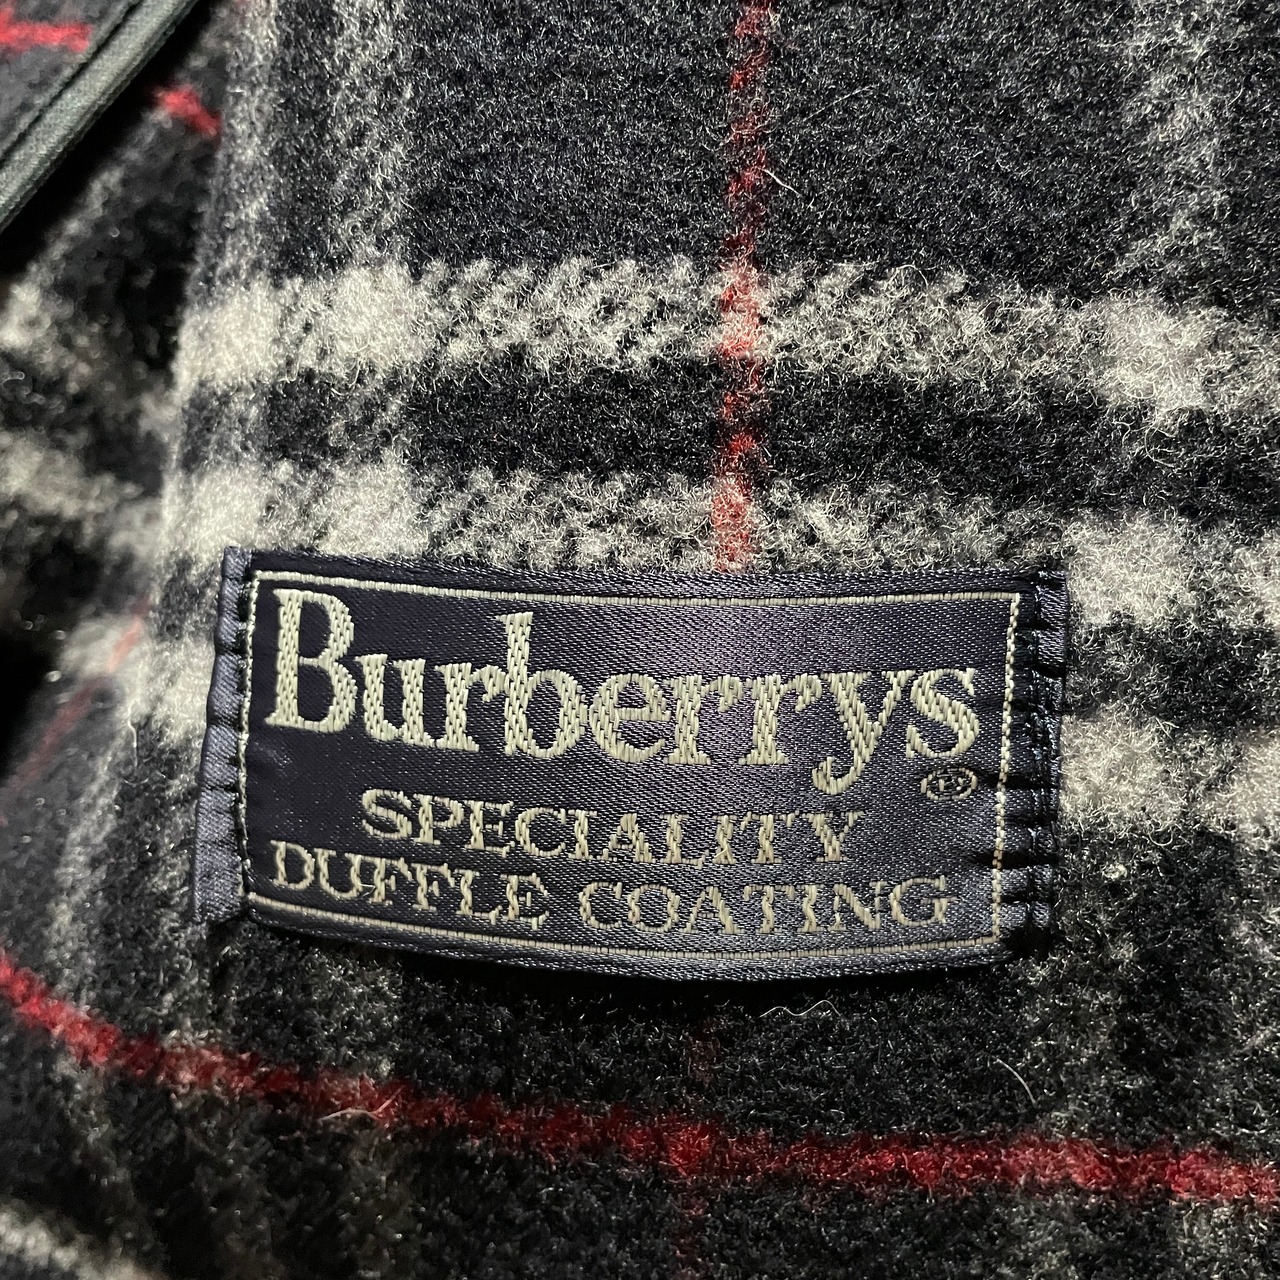 Burberrys
®
SPECIALITY
DUFFLE COATING